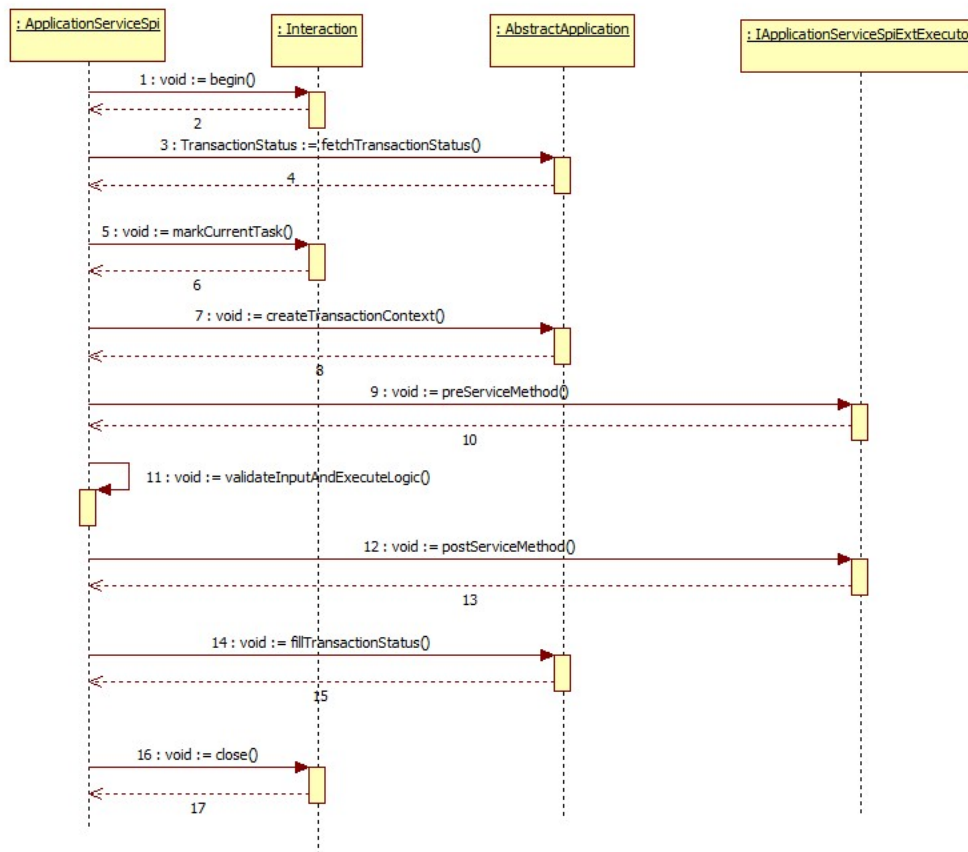 : ApplicationServiceSpi
: Interaction
: AbstractApplication
: IApplicationServiceSpiExtExecuto
1 : void := begin()
2
3 : TransactionStatus := fetchTransactionStatus()
4
5 : void := markCurrentTask()
6
7 : void := createTransactionContext()
8
9 : void := preServiceMethod()
10
11 : void := validateInputAndExecuteLogic()
12 : void := postServiceMethod()
13
14 : void := fillTransactionStatus()
15
16 : void := close()
17